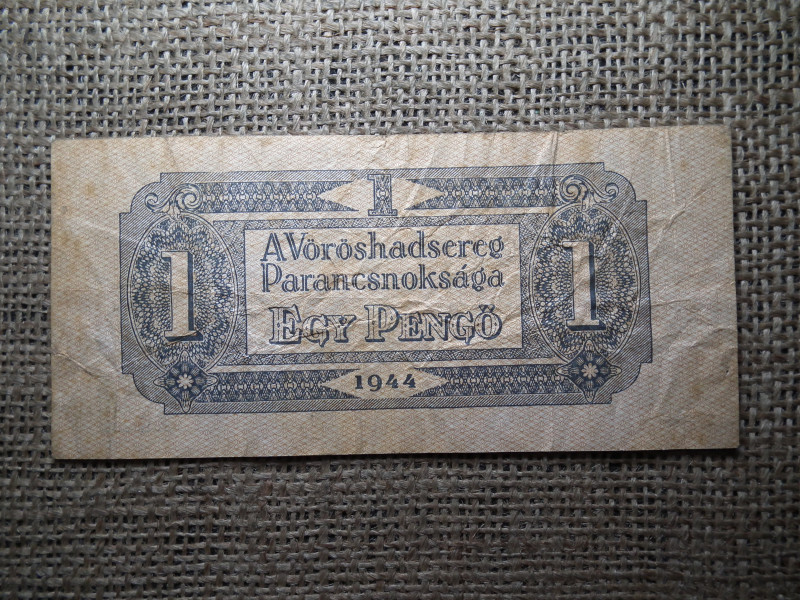 1
A Vöröshadsereg
Parancsnoksága
EGY PENGŐ
1 1
1944